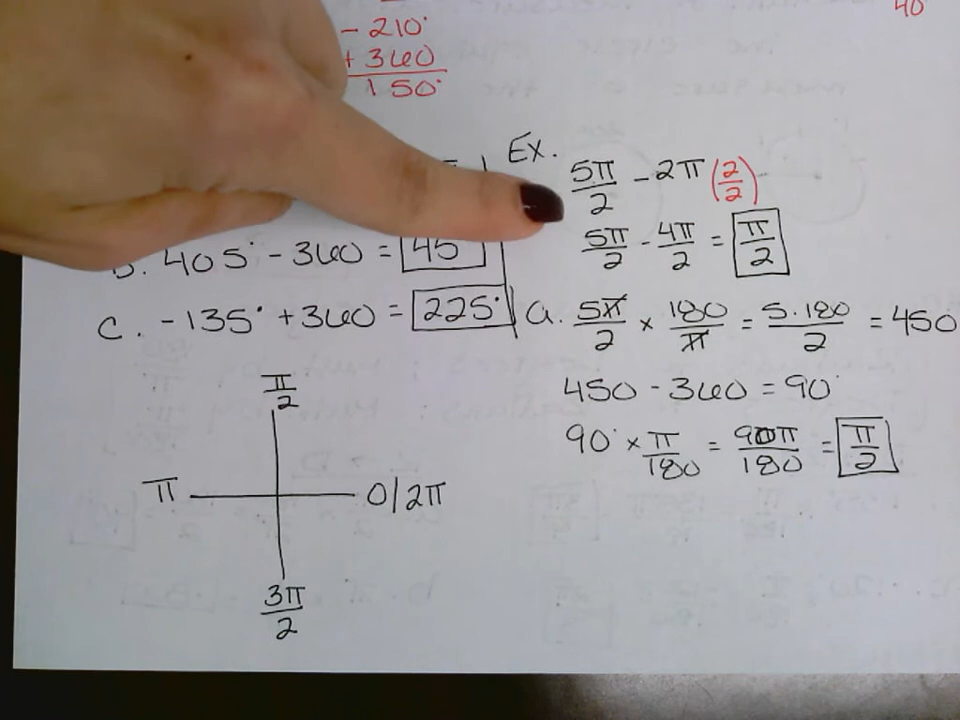 40
- 210°
+ 360
150°
Ex.
5π/2 - 2π (2/2)
5π/2 - 4π/2 = π/2
B. 405° - 360 = 45
C. -135° + 360 = 225°
a. 5π/2 × 180/π = 5·180/2 = 450
450 - 360 = 90°
90° × π/180 = 90π/180 = π/2
π/2
π
0/2π
3π/2